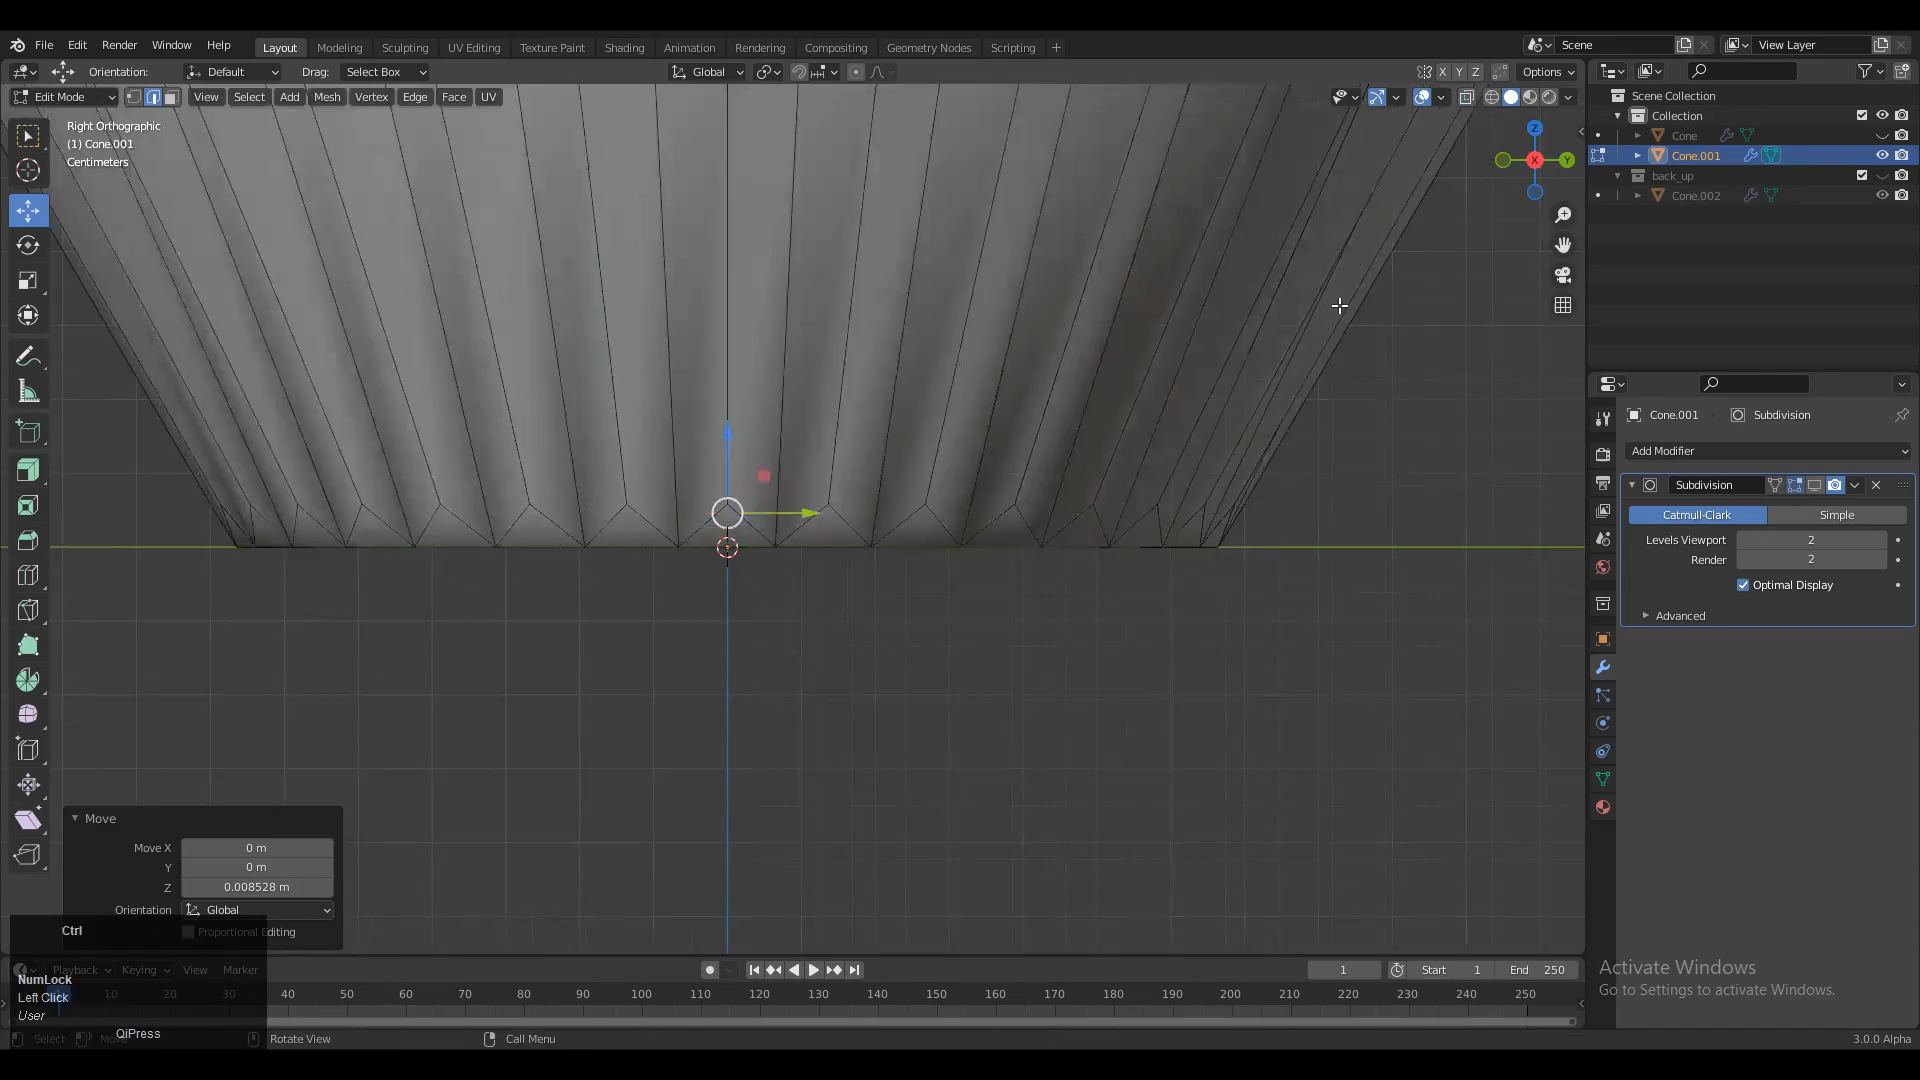 File Edit Render Window Help Layout Modeling Sculpting UV Editing Texture Paint Shading Animation Rendering Compositing Geometry Nodes Scripting + Scene View Layer
Orientation: Default Drag: Select Box Global X Y Z Options
Edit Mode View Select Add Mesh Vertex Edge Face UV
Right Orthographic
(1) Cone.001
Centimeters
Z
X
Y
Scene Collection
Collection
Cone
Cone.001
back_up
Cone.002
Cone.001 Subdivision
Add Modifier
Subdivision
Catmull-Clark Simple
Levels Viewport 2
Render 2
Optimal Display
Advanced
Move
Move X 0 m
Y 0 m
Z 0.008528 m
Orientation Global
Proportional Editing
Ctrl
Playback Keying View Marker 1 Start 1 End 250
NumLock
10 20 30 40 50 60 70 80 90 100 110 120 130 140 150 160 170 180 190 200 210 220 230 240 250
Left Click
User
QiPress
Select Move Rotate View Call Menu 3.0.0 Alpha
Activate Windows
Go to Settings to activate Windows.